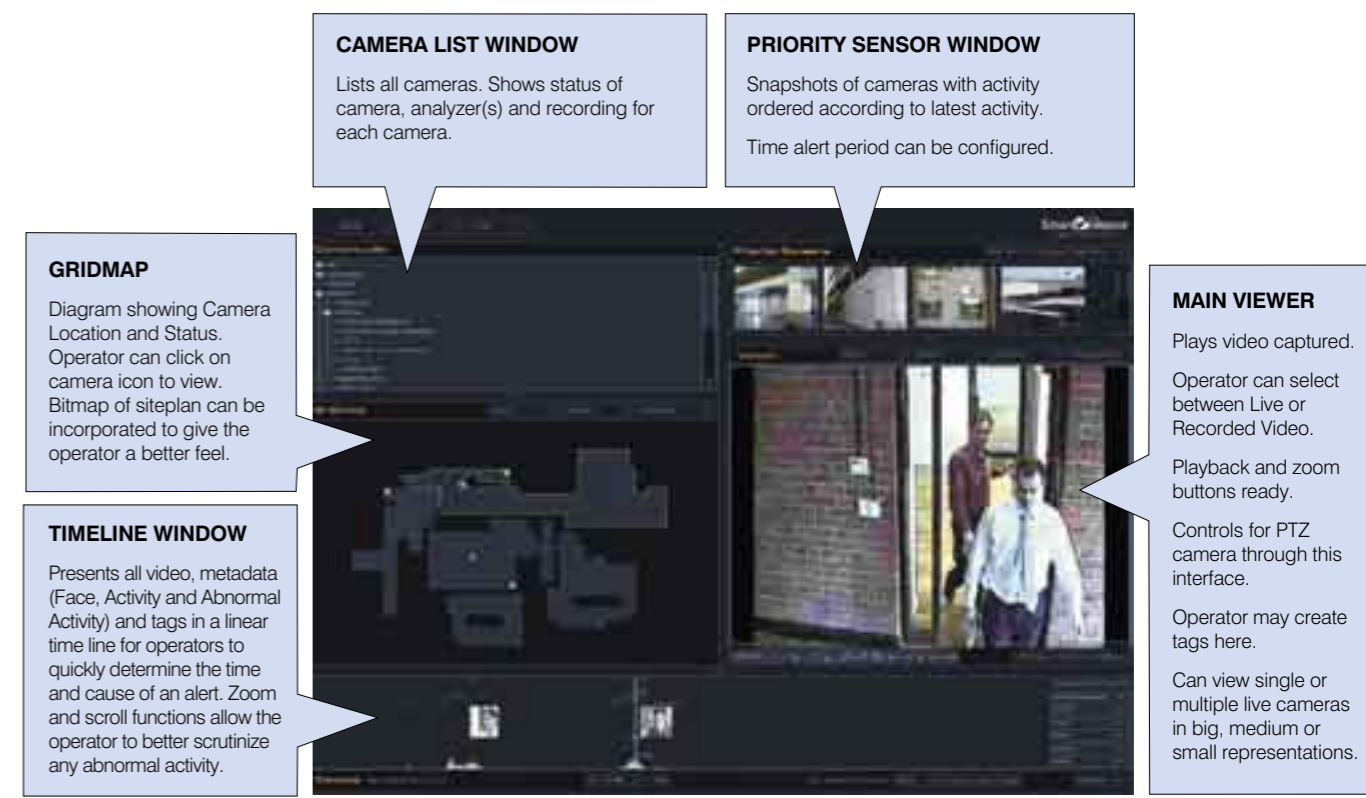 CAMERA LIST WINDOW
Lists all cameras. Shows status of
camera, analyzer(s) and recording for
each camera.
PRIORITY SENSOR WINDOW
Snapshots of cameras with activity
ordered according to latest activity.
Time alert period can be configured.
GRIDMAP
Diagram showing Camera
Location and Status.
Operator can click on
camera icon to view.
Bitmap of siteplan can be
incorporated to give the
operator a better feel.
MAIN VIEWER
Plays video captured.
Operator can select
between Live or
Recorded Video.
Playback and zoom
buttons ready.
Controls for PTZ
camera through this
interface.
Operator may create
tags here.
Can view single or
multiple live cameras
in big, medium or
small representations.
TIMELINE WINDOW
Presents all video, metadata
(Face, Activity and Abnormal
Activity) and tags in a linear
time line for operators to
quickly determine the time
and cause of an alert. Zoom
and scroll functions allow the
operator to better scrutinize
any abnormal activity.